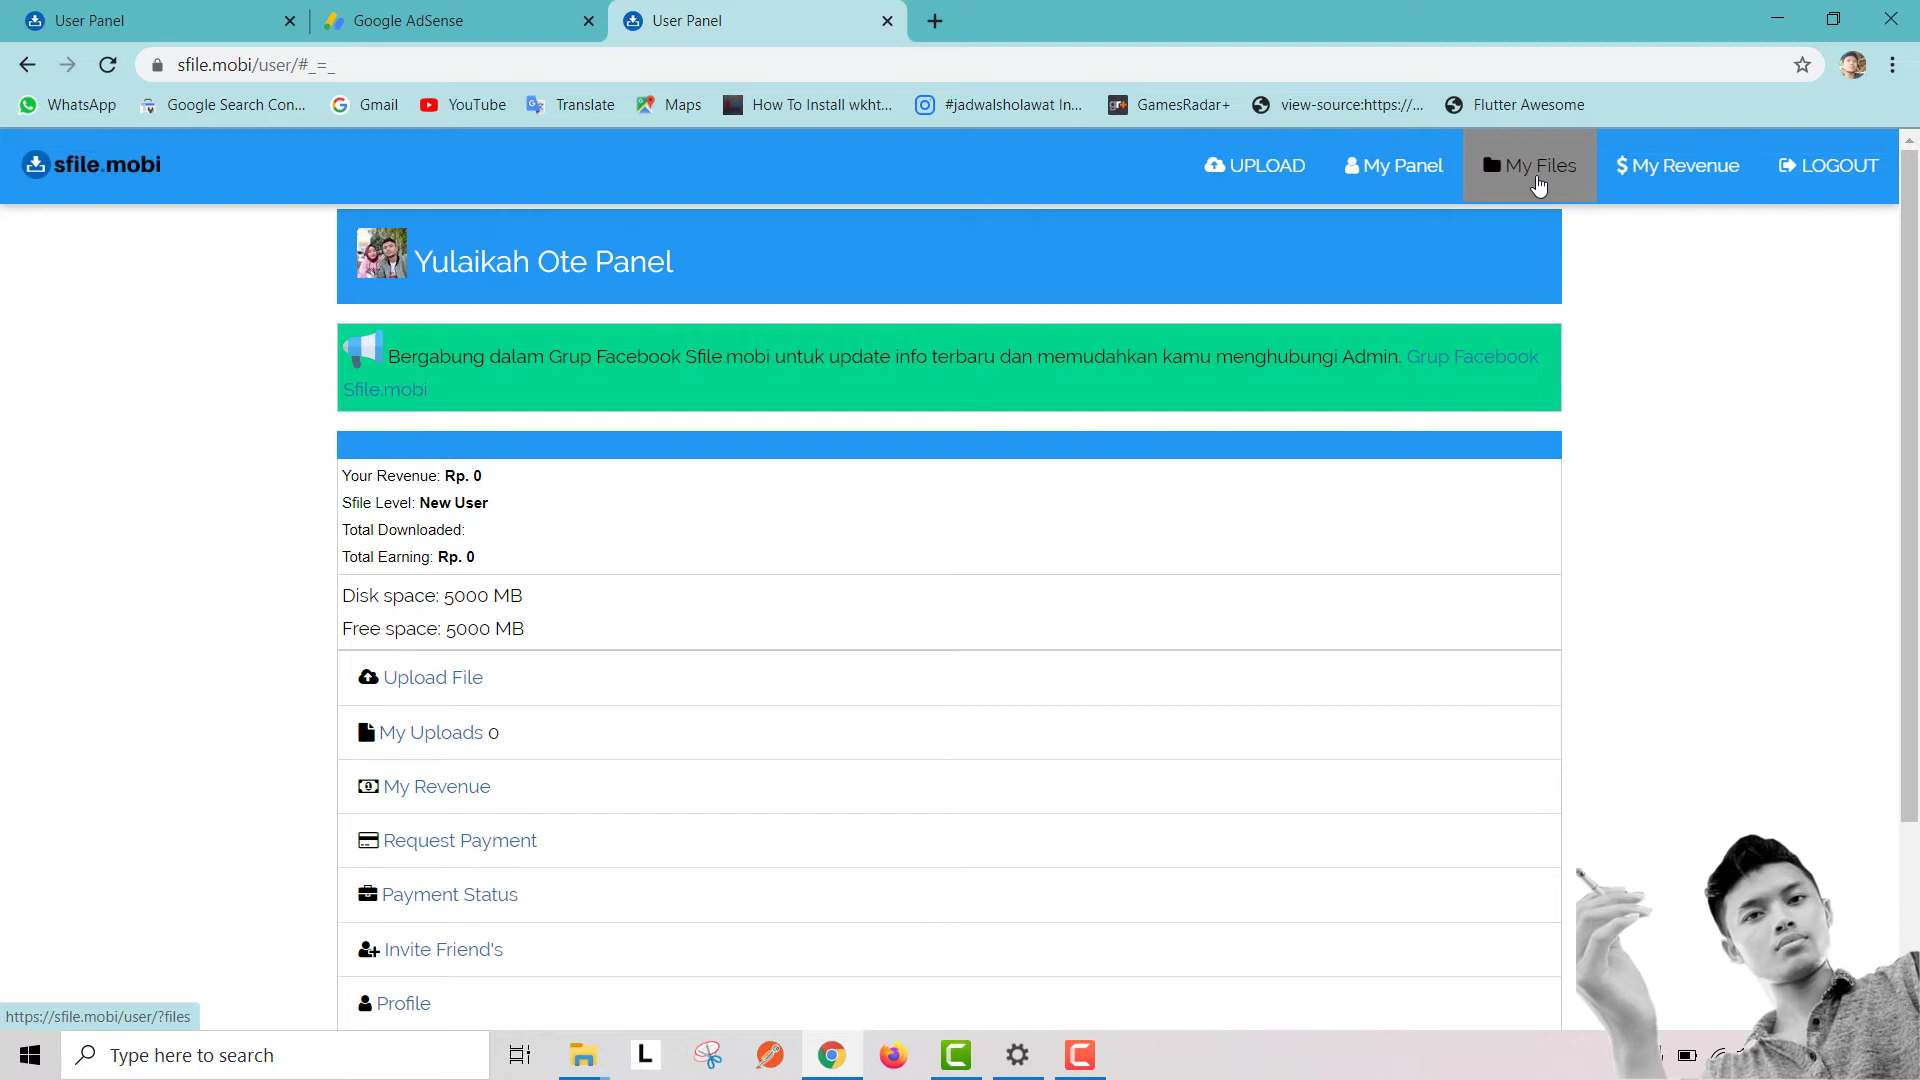 User Panel
Google AdSense
User Panel
sfile.mobi/user/#_=_
WhatsApp
Google Search Con...
Gmail
YouTube
Translate
Maps
How To Install wkht...
#jadwalsholawat In...
GamesRadar+
view-source:https://...
Flutter Awesome
sfile.mobi
UPLOAD
My Panel
My Files
My Revenue
LOGOUT
Yulaikah Ote Panel
Bergabung dalam Grup Facebook Sfile.mobi untuk update info terbaru dan memudahkan kamu menghubungi Admin. Grup Facebook
Sfile.mobi
Your Revenue: Rp. 0
Sfile Level: New User
Total Downloaded:
Total Earning: Rp. 0
Disk space: 5000 MB
Free space: 5000 MB
Upload File
My Uploads 0
My Revenue
Request Payment
Payment Status
Invite Friend's
Profile
https://sfile.mobi/user/?files
Type here to search